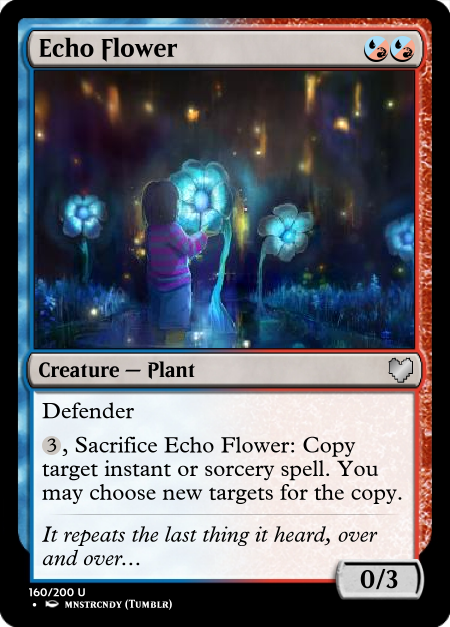 Echo Flower
Creature — Plant
Defender
3, Sacrifice Echo Flower: Copy
target instant or sorcery spell. You
may choose new targets for the copy.
It repeats the last thing it heard, over
and over…
0/3
160/200 U
• MNSTRCNDY (TUMBLR)